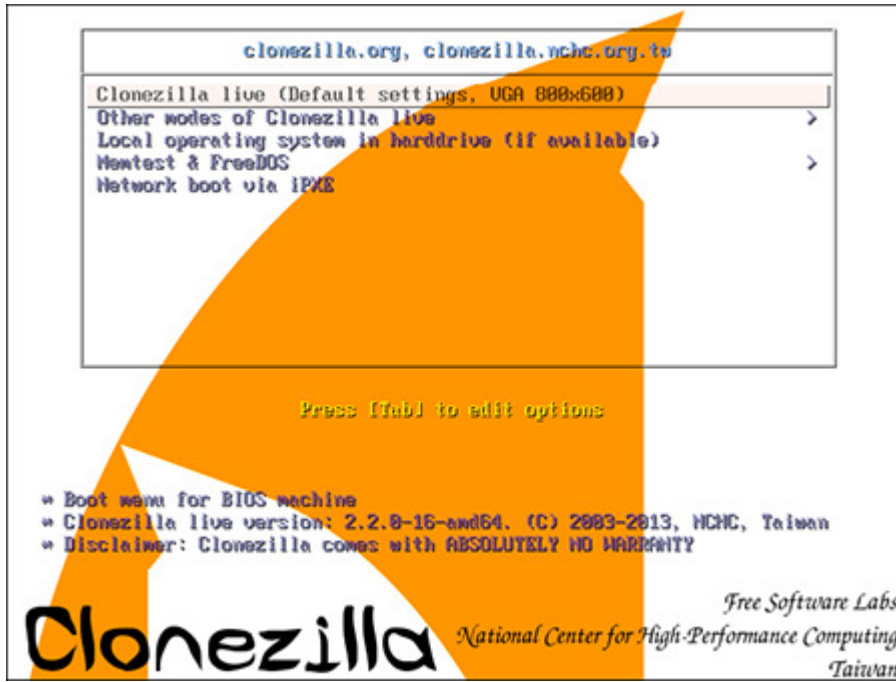 clonezilla.org, clonezilla.nchc.org.tw
Clonezilla live (Default settings, VGA 800x600)
Other modes of Clonezilla live >
Local operating system in harddrive (if available)
Memtest & FreeDOS >
Network boot via iPXE
Press [Tab] to edit options
* Boot menu for BIOS machine
* Clonezilla live version: 2.2.0-16-amd64. (C) 2003-2013, NCHC, Taiwan
* Disclaimer: Clonezilla comes with ABSOLUTELY NO WARRANTY
Free Software Labs
Clonezilla National Center for High-Performance Computing
Taiwan